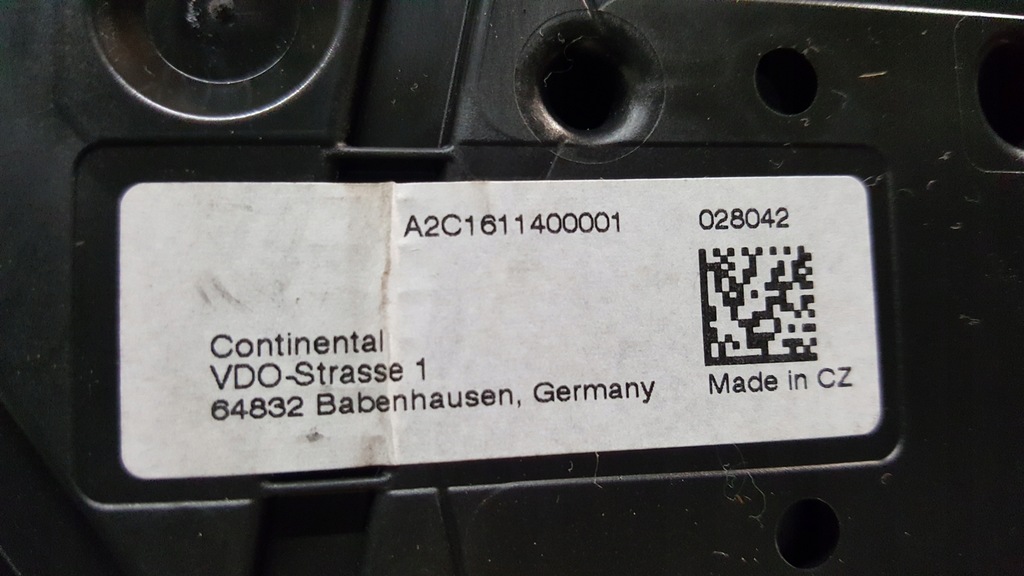 A2C1611400001 028042
Continental
VDO-Strasse 1
64832 Babenhausen, Germany
Made in CZ